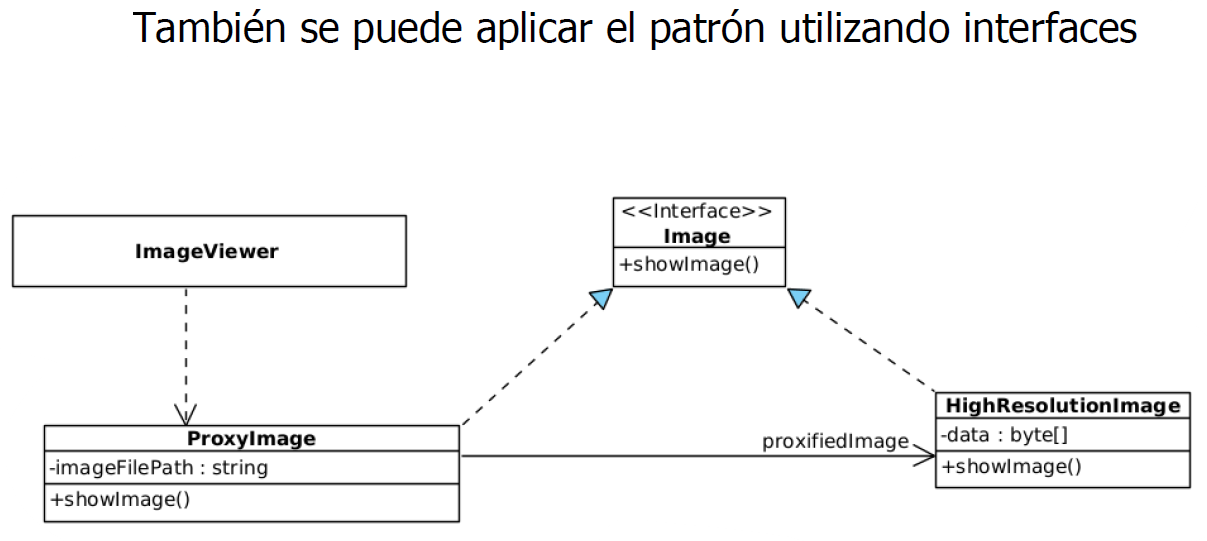 También se puede aplicar el patrón utilizando interfaces
<<Interface>>
Image
+showImage()
ImageViewer
ProxyImage
-imageFilePath : string
+showImage()
proxifiedImage
HighResolutionImage
-data : byte[]
+showImage()